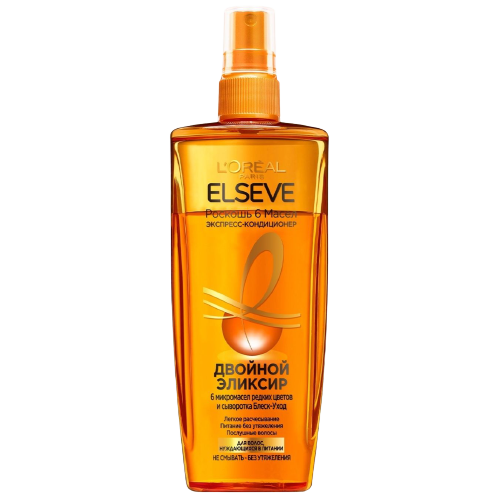 L'ORÉAL
PARIS
ELSEVE
Роскошь 6 Масел
ЭКСПРЕСС-КОНДИЦИОНЕР
ДВОЙНОЙ
ЭЛИКСИР
6 микромасел редких цветов
и сыворотка Блеск-Уход
Легкое расчесывание
Питание без утяжеления
Послушные волосы
ДЛЯ ВОЛОС,
НУЖДАЮЩИХСЯ В ПИТАНИИ
НЕ СМЫВАТЬ - БЕЗ УТЯЖЕЛЕНИЯ